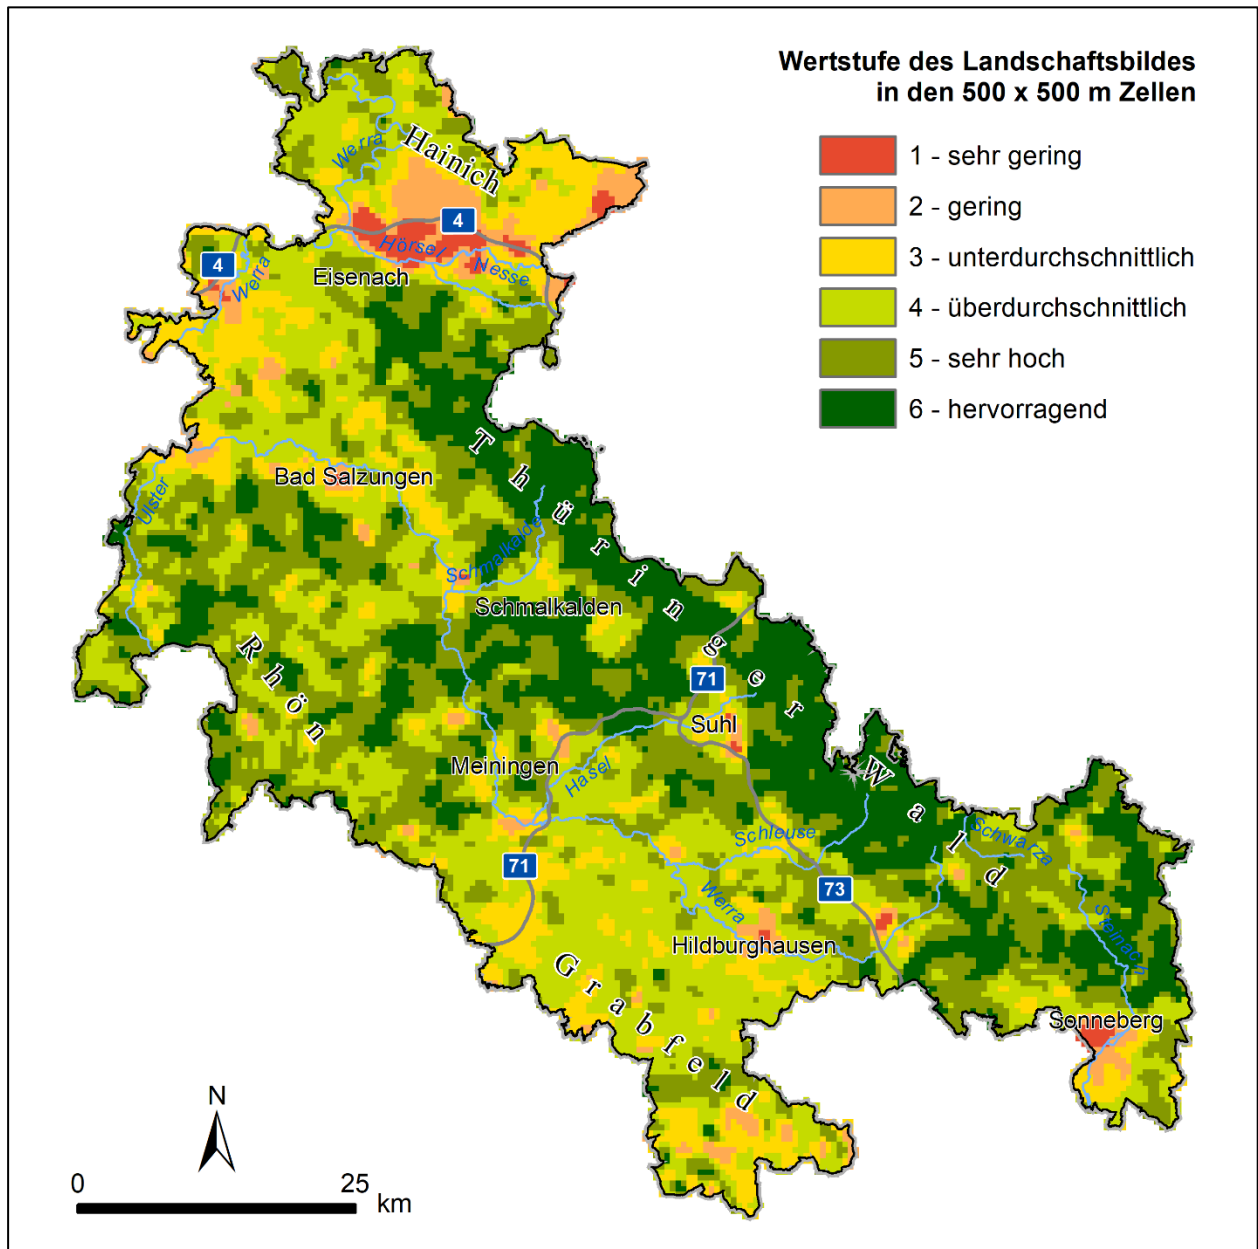 Wertstufe des Landschaftsbildes
in den 500 x 500 m Zellen
1 - sehr gering
2 - gering
3 - unterdurchschnittlich
4 - überdurchschnittlich
5 - sehr hoch
6 - hervorragend
Werra
Hainich
4
Hörsel
Nesse
4
Werra
Eisenach
Thüringer Wald
Bad Salzungen
Ulster
Schmalkalde
Schmalkalden
Rhön
71
Suhl
Meiningen
Hasel
Schleuse
Schwarza
71
73
Werra
Steinach
Hildburghausen
Grabfeld
Sonneberg
N
0 25
km